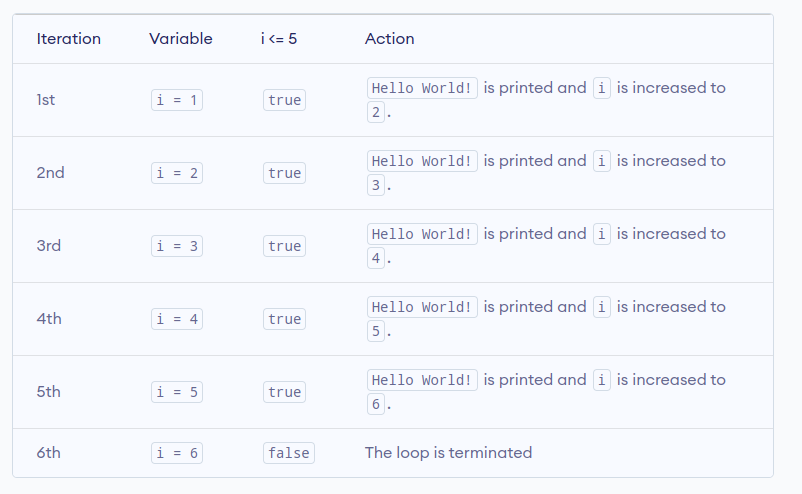 Iteration Variable i <= 5 Action
1st i = 1 true Hello World! is printed and i is increased to
2.
2nd i = 2 true Hello World! is printed and i is increased to
3.
3rd i = 3 true Hello World! is printed and i is increased to
4.
4th i = 4 true Hello World! is printed and i is increased to
5.
5th i = 5 true Hello World! is printed and i is increased to
6.
6th i = 6 false The loop is terminated